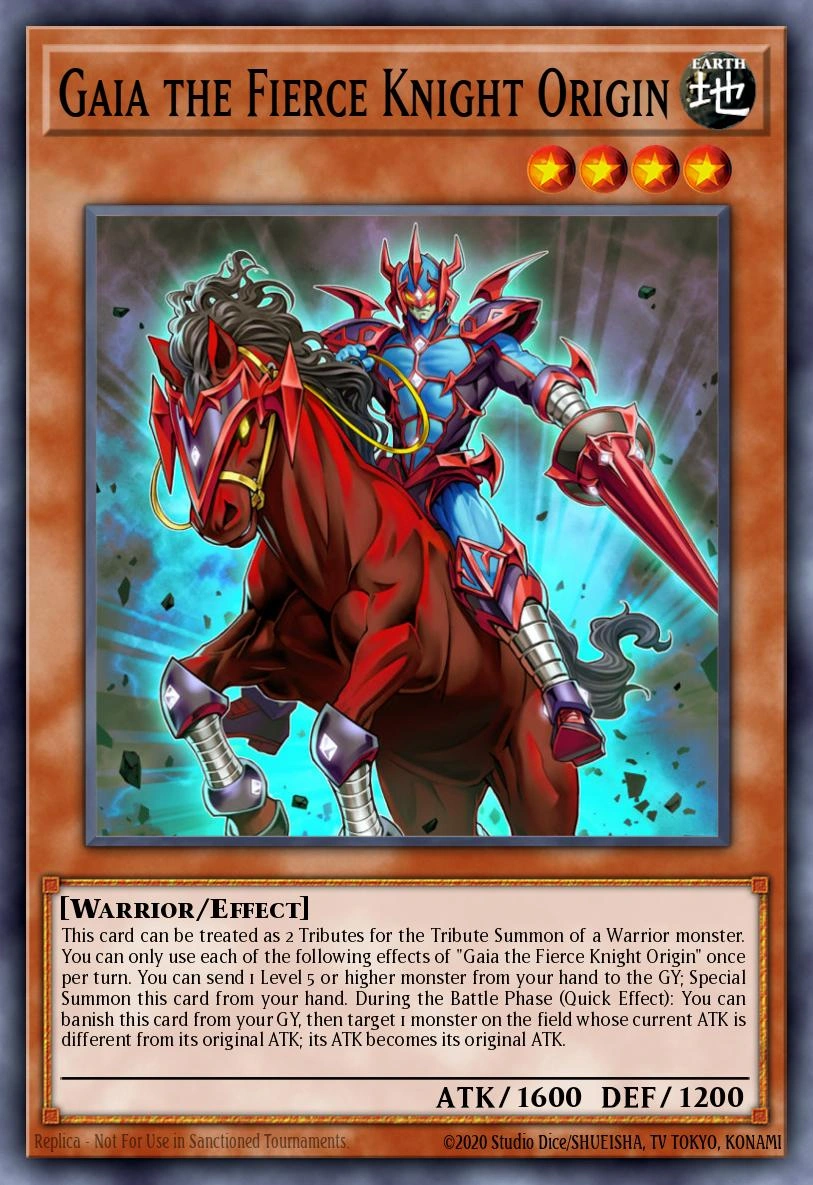 Gaia the Fierce Knight Origin
EARTH
地
[Warrior/Effect]
This card can be treated as 2 Tributes for the Tribute Summon of a Warrior monster.
You can only use each of the following effects of "Gaia the Fierce Knight Origin" once
per turn. You can send 1 Level 5 or higher monster from your hand to the GY; Special
Summon this card from your hand. During the Battle Phase (Quick Effect): You can
banish this card from your GY, then target 1 monster on the field whose current ATK is
different from its original ATK; its ATK becomes its original ATK.
ATK/1600 DEF/1200
Replica - Not For Use in Sanctioned Tournaments.
©2020 Studio Dice/SHUEISHA, TV TOKYO, KONAMI